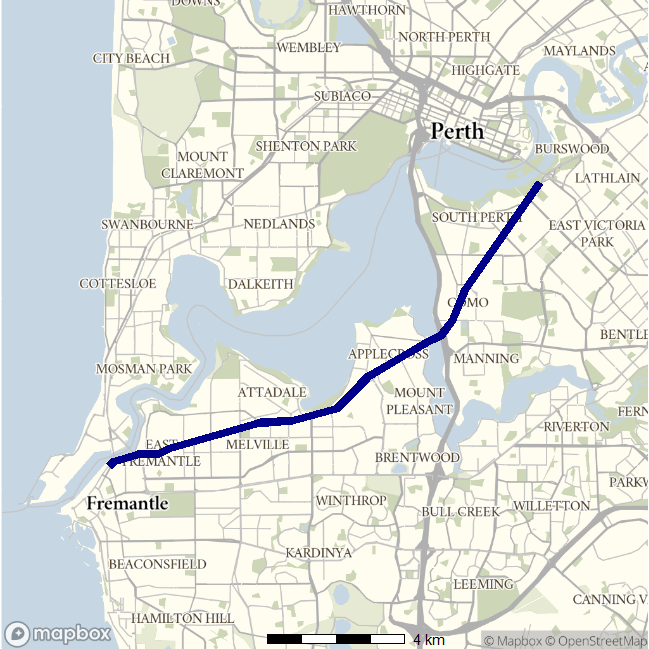 DOWNS
HAWTHORN
NORTH PERTH
WEMBLEY
MAYLANDS
CITY BEACH
HIGHGATE
SUBIACO
Perth
SHENTON PARK
BURSWOOD
MOUNT
CLAREMONT
LATHLAIN
SOUTH PERTH
SWANBOURNE
NEDLANDS
EAST VICTORIA
PARK
COTTESLOE
DALKEITH
COMO
BENTLE
APPLECROSS
MANNING
MOSMAN PARK
ATTADALE
MOUNT
PLEASANT
FERN
RIVERTON
EAST
FREMANTLE
MELVILLE
BRENTWOOD
PARKW
Fremantle
WINTHROP
WILLETTON
BULL CREEK
KARDINYA
BEACONSFIELD
LEEMING
CANNING VA
HAMILTON HILL
mapbox
4 km
© Mapbox © OpenStreetMap